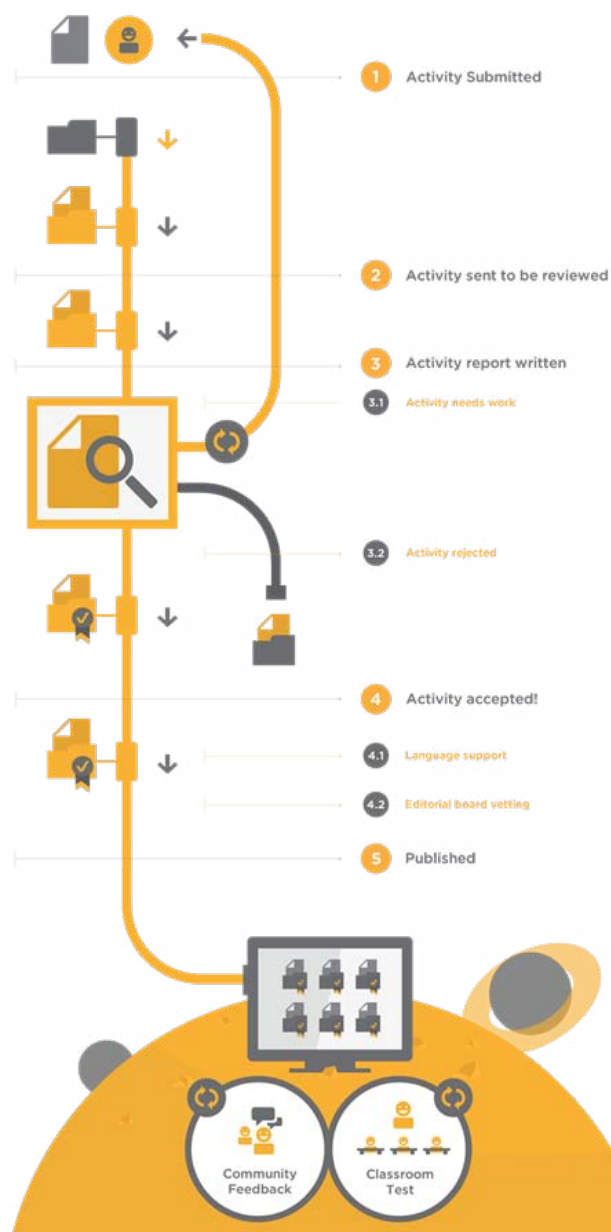 1 Activity Submitted
2 Activity sent to be reviewed
3 Activity report written
3.1 Activity needs work
3.2 Activity rejected
4 Activity accepted!
4.1 Language support
4.2 Editorial board vetting
5 Published
Community
Feedback
Classroom
Test